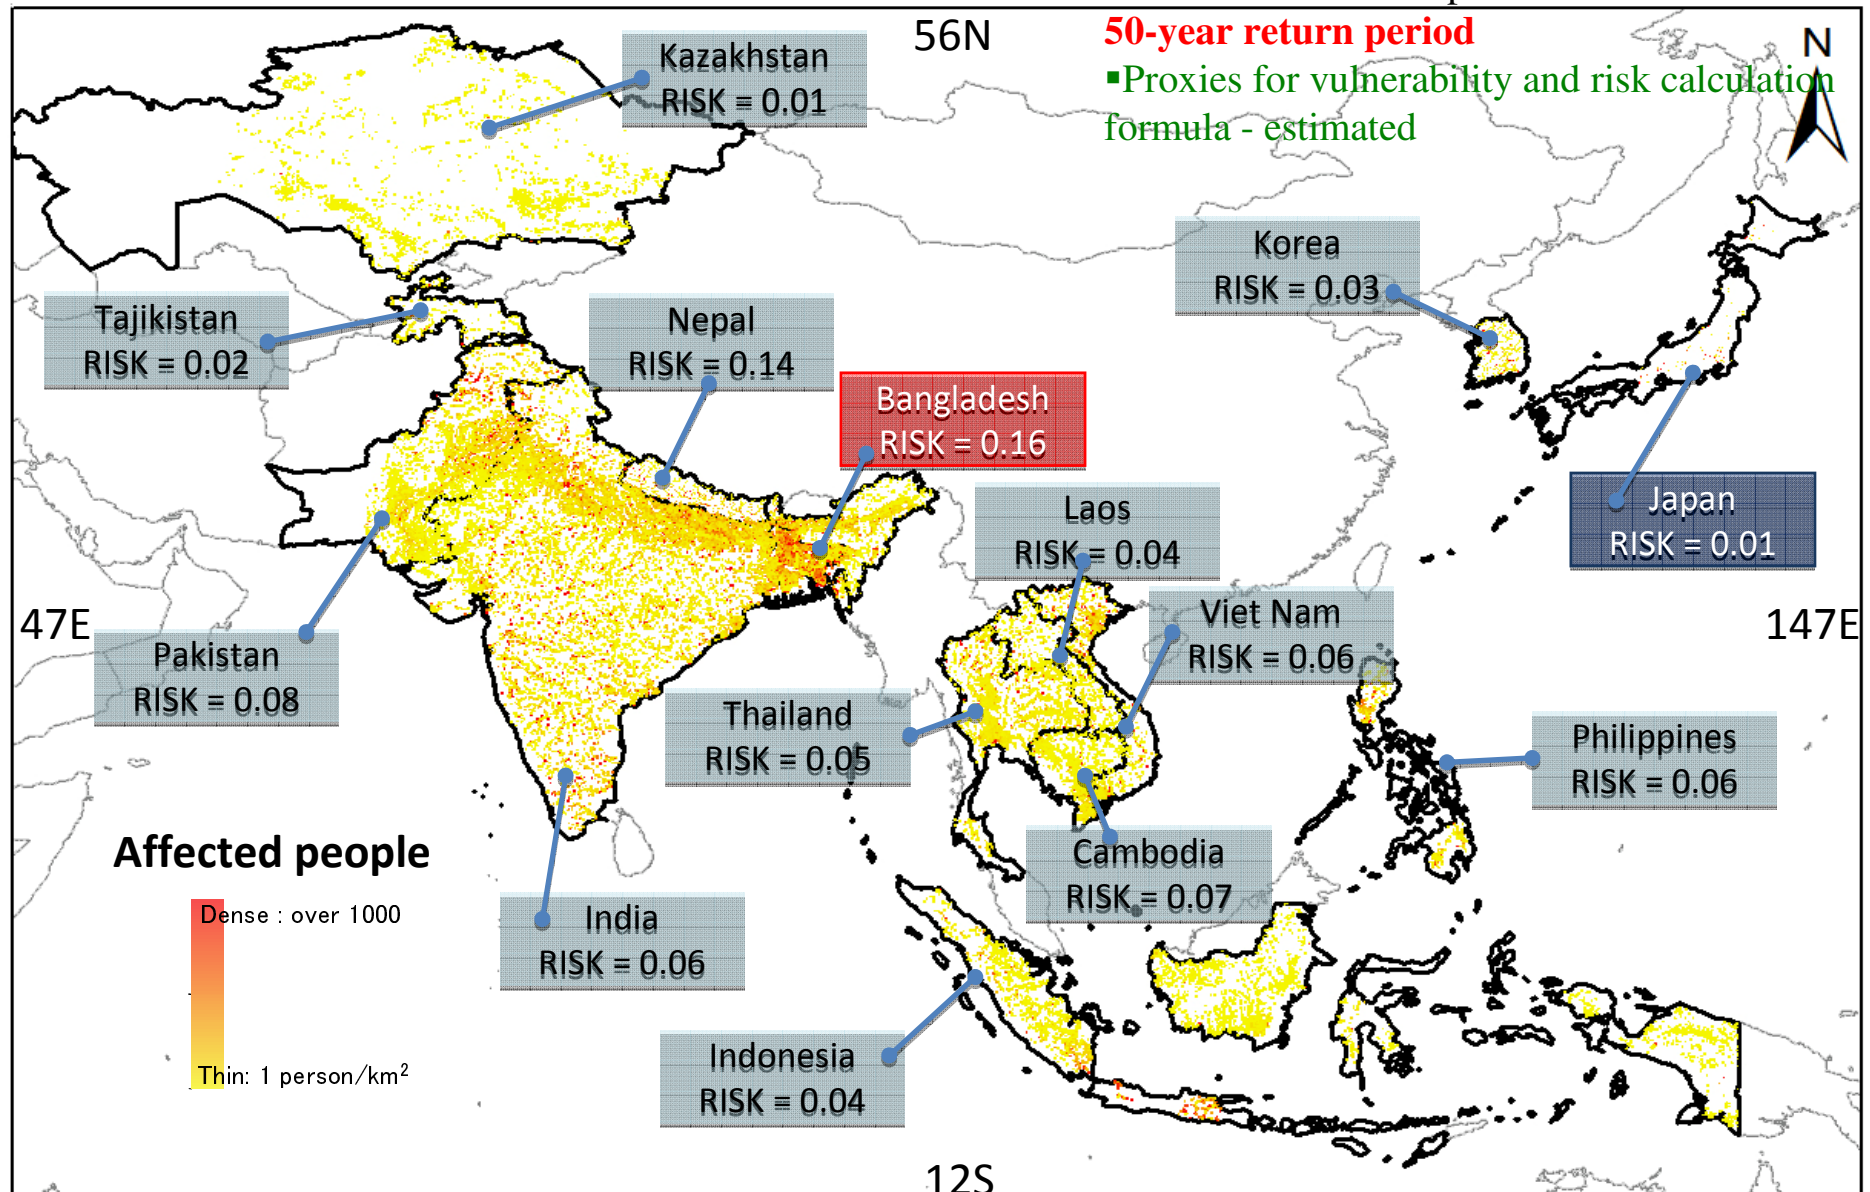 56N
50-year return period
▪Proxies for vulnerability and risk calculation
formula - estimated
N
Kazakhstan
RISK = 0.01
Korea
RISK = 0.03
Tajikistan
RISK = 0.02
Nepal
RISK = 0.14
Bangladesh
RISK = 0.16
Laos
RISK = 0.04
Japan
RISK = 0.01
47E
Viet Nam
RISK = 0.06
147E
Pakistan
RISK = 0.08
Thailand
RISK = 0.05
Philippines
RISK = 0.06
Affected people
Dense : over 1000
Thin: 1 person/km²
Cambodia
RISK = 0.07
India
RISK = 0.06
Indonesia
RISK = 0.04
12S